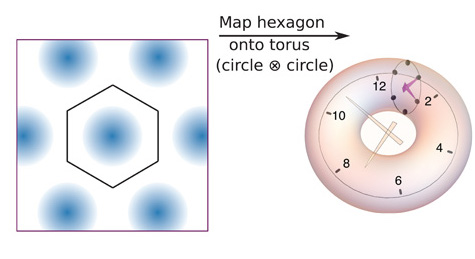 Map hexagon
onto torus
(circle ⊗ circle)
12
2
10
4
8
6